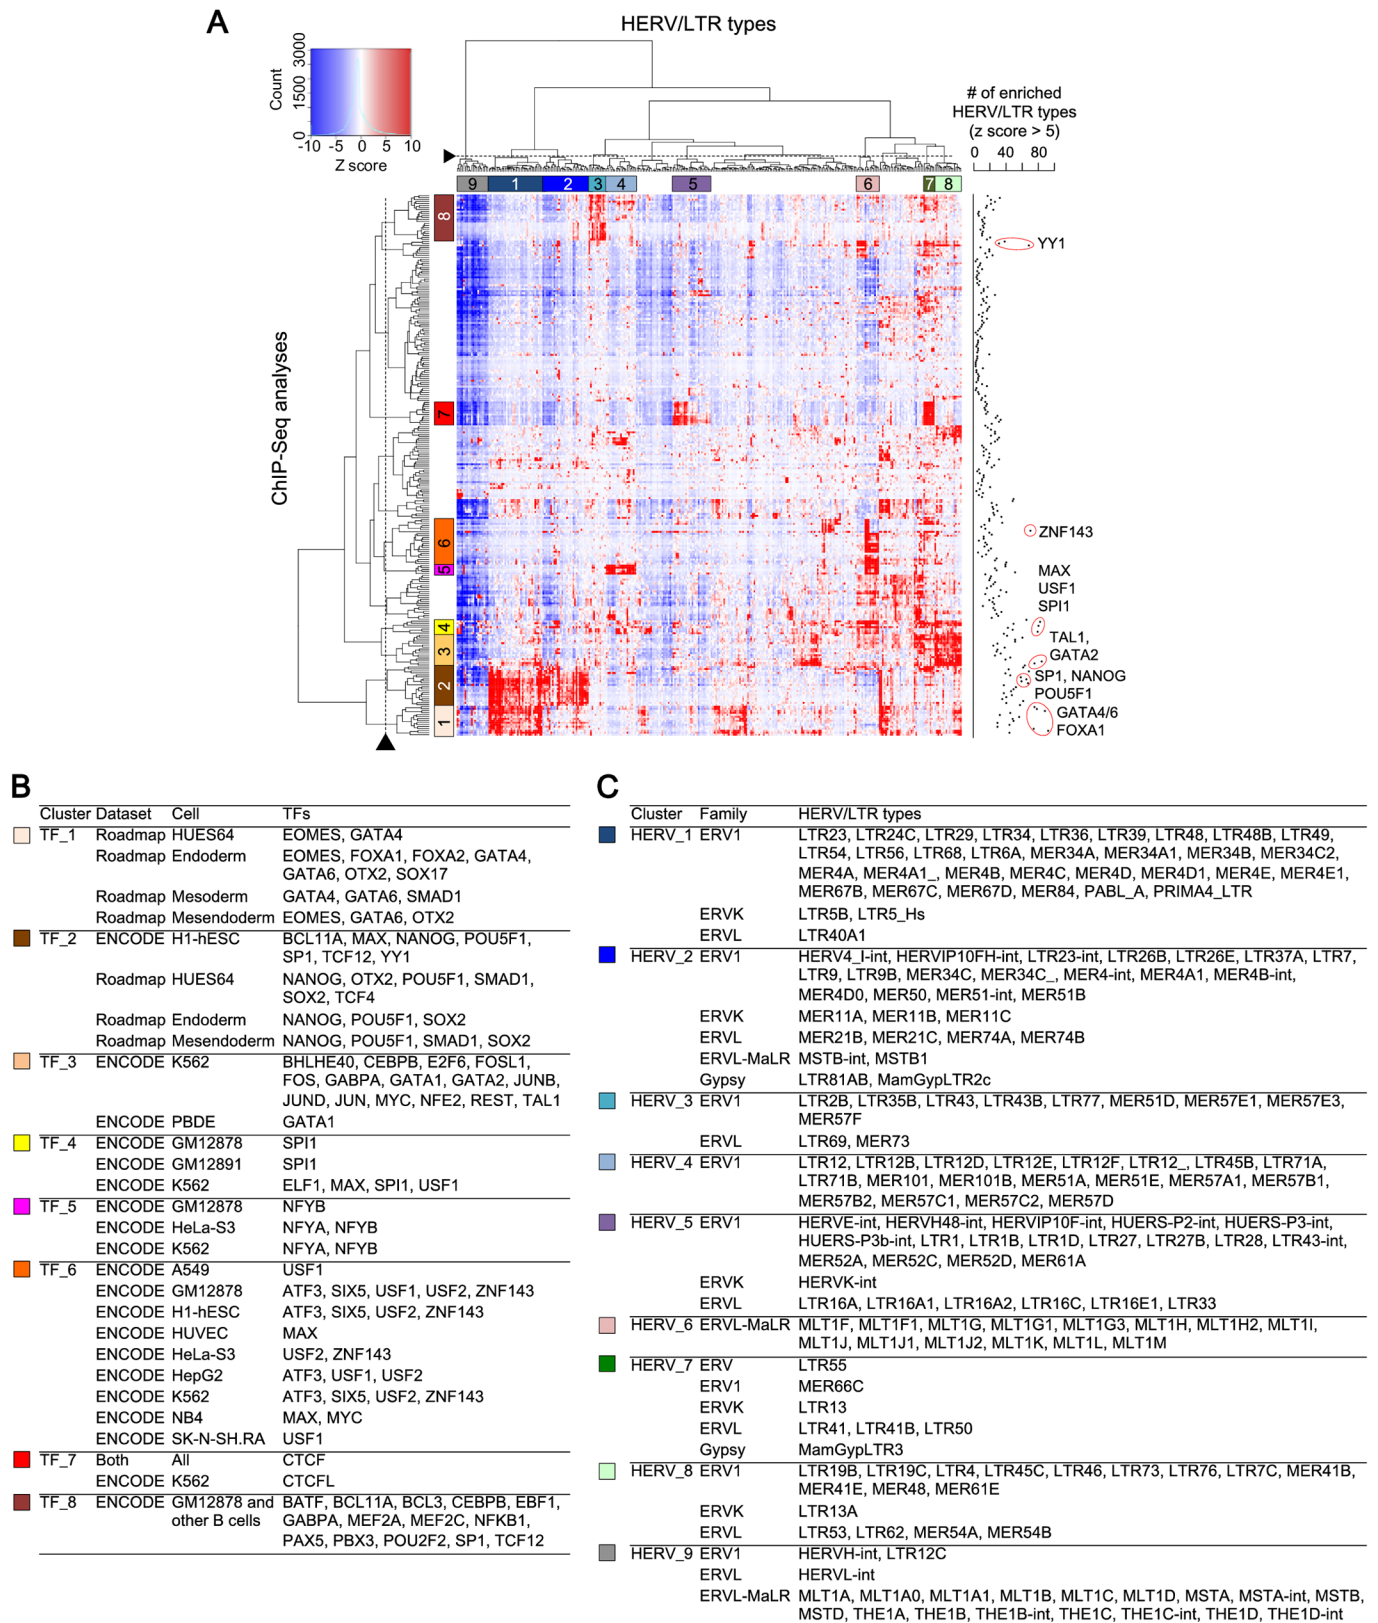 A
HERV/LTR types
Count
0 1500 3000
-10 -5 0 5 10
Z score
# of enriched
HERV/LTR types
(z score > 5)
0 40 80
9 1 2 3 4 5 6 7 8
ChIP-Seq analyses
8
7
6
5
4
3
2
1
YY1
ZNF143
MAX
USF1
SPI1
TAL1,
GATA2
SP1, NANOG
POU5F1
GATA4/6
FOXA1
B
Cluster Dataset Cell TFs
TF_1 Roadmap HUES64 EOMES, GATA4
Roadmap Endoderm EOMES, FOXA1, FOXA2, GATA4,
GATA6, OTX2, SOX17
Roadmap Mesoderm GATA4, GATA6, SMAD1
Roadmap Mesendoderm EOMES, GATA6, OTX2
TF_2 ENCODE H1-hESC BCL11A, MAX, NANOG, POU5F1,
SP1, TCF12, YY1
Roadmap HUES64 NANOG, OTX2, POU5F1, SMAD1,
SOX2, TCF4
Roadmap Endoderm NANOG, POU5F1, SOX2
Roadmap Mesendoderm NANOG, POU5F1, SMAD1, SOX2
TF_3 ENCODE K562 BHLHE40, CEBPB, E2F6, FOSL1,
FOS, GABPA, GATA1, GATA2, JUNB,
JUND, JUN, MYC, NFE2, REST, TAL1
ENCODE PBDE GATA1
TF_4 ENCODE GM12878 SPI1
ENCODE GM12891 SPI1
ENCODE K562 ELF1, MAX, SPI1, USF1
TF_5 ENCODE GM12878 NFYB
ENCODE HeLa-S3 NFYA, NFYB
ENCODE K562 NFYA, NFYB
TF_6 ENCODE A549 USF1
ENCODE GM12878 ATF3, SIX5, USF1, USF2, ZNF143
ENCODE H1-hESC ATF3, SIX5, USF2, ZNF143
ENCODE HUVEC MAX
ENCODE HeLa-S3 USF2, ZNF143
ENCODE HepG2 ATF3, USF1, USF2
ENCODE K562 ATF3, SIX5, USF2, ZNF143
ENCODE NB4 MAX, MYC
ENCODE SK-N-SH.RA USF1
TF_7 Both All CTCF
ENCODE K562 CTCFL
TF_8 ENCODE GM12878 and BATF, BCL11A, BCL3, CEBPB, EBF1,
other B cells GABPA, MEF2A, MEF2C, NFKB1,
PAX5, PBX3, POU2F2, SP1, TCF12
C
Cluster Family HERV/LTR types
HERV_1 ERV1 LTR23, LTR24C, LTR29, LTR34, LTR36, LTR39, LTR48, LTR48B, LTR49,
LTR54, LTR56, LTR68, LTR6A, MER34A, MER34A1, MER34B, MER34C2,
MER4A, MER4A1_, MER4B, MER4C, MER4D, MER4D1, MER4E, MER4E1,
MER67B, MER67C, MER67D, MER84, PABL_A, PRIMA4_LTR
ERVK LTR5B, LTR5_Hs
ERVL LTR40A1
HERV_2 ERV1 HERV4_I-int, HERVIP10FH-int, LTR23-int, LTR26B, LTR26E, LTR37A, LTR7,
LTR9, LTR9B, MER34C, MER34C_, MER4-int, MER4A1, MER4B-int,
MER4D0, MER50, MER51-int, MER51B
ERVK MER11A, MER11B, MER11C
ERVL MER21B, MER21C, MER74A, MER74B
ERVL-MaLR MSTB-int, MSTB1
Gypsy LTR81AB, MamGypLTR2c
HERV_3 ERV1 LTR2B, LTR35B, LTR43, LTR43B, LTR77, MER51D, MER57E1, MER57E3,
MER57F
ERVL LTR69, MER73
HERV_4 ERV1 LTR12, LTR12B, LTR12D, LTR12E, LTR12F, LTR12_, LTR45B, LTR71A,
LTR71B, MER101, MER101B, MER51A, MER51E, MER57A1, MER57B1,
MER57B2, MER57C1, MER57C2, MER57D
HERV_5 ERV1 HERVE-int, HERVH48-int, HERVIP10F-int, HUERS-P2-int, HUERS-P3-int,
HUERS-P3b-int, LTR1, LTR1B, LTR1D, LTR27, LTR27B, LTR28, LTR43-int,
MER52A, MER52C, MER52D, MER61A
ERVK HERVK-int
ERVL LTR16A, LTR16A1, LTR16A2, LTR16C, LTR16E1, LTR33
HERV_6 ERVL-MaLR MLT1F, MLT1F1, MLT1G, MLT1G1, MLT1G3, MLT1H, MLT1H2, MLT1I,
MLT1J, MLT1J1, MLT1J2, MLT1K, MLT1L, MLT1M
HERV_7 ERV LTR55
ERV1 MER66C
ERVK LTR13
ERVL LTR41, LTR41B, LTR50
Gypsy MamGypLTR3
HERV_8 ERV1 LTR19B, LTR19C, LTR4, LTR45C, LTR46, LTR73, LTR76, LTR7C, MER41B,
MER41E, MER48, MER61E
ERVK LTR13A
ERVL LTR53, LTR62, MER54A, MER54B
HERV_9 ERV1 HERVH-int, LTR12C
ERVL HERVL-int
ERVL-MaLR MLT1A, MLT1A0, MLT1A1, MLT1B, MLT1C, MLT1D, MSTA, MSTA-int, MSTB,
MSTD, THE1A, THE1B, THE1B-int, THE1C, THE1C-int, THE1D, THE1D-int